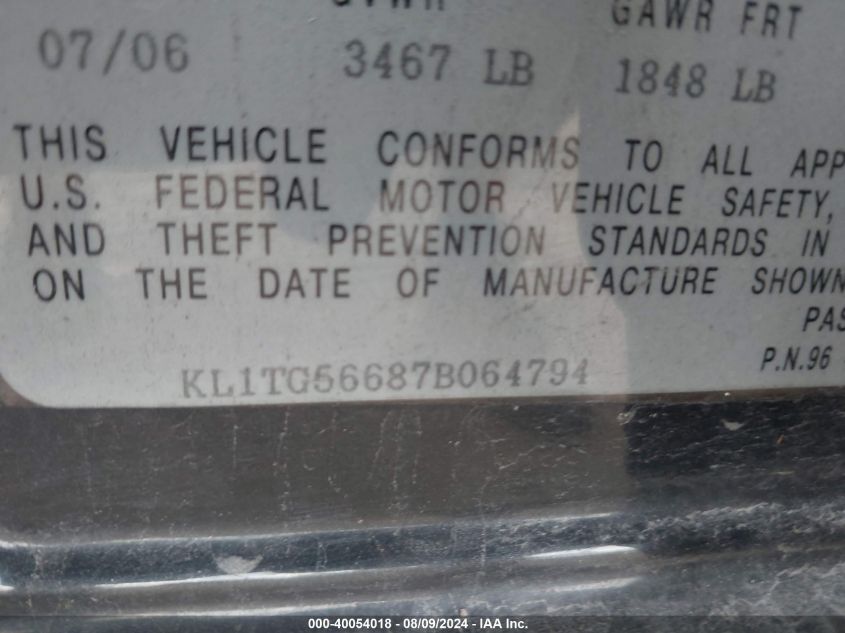 GVWR GAWR FRT
07/06 3467 LB 1848 LB
THIS VEHICLE CONFORMS TO ALL APP
U.S. FEDERAL MOTOR VEHICLE SAFETY,
AND THEFT PREVENTION STANDARDS IN
ON THE DATE OF MANUFACTURE SHOWN
PAS
P.N.96
KL1TG56687B064794
000-40054018 - 08/09/2024 - IAA Inc.